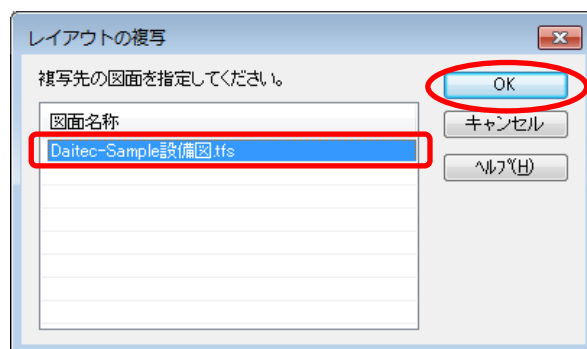 レイアウトの複写
複写先の図面を指定してください。
OK
図面名称
キャンセル
Daitec-Sample設備図.tfs
ヘルプ(H)